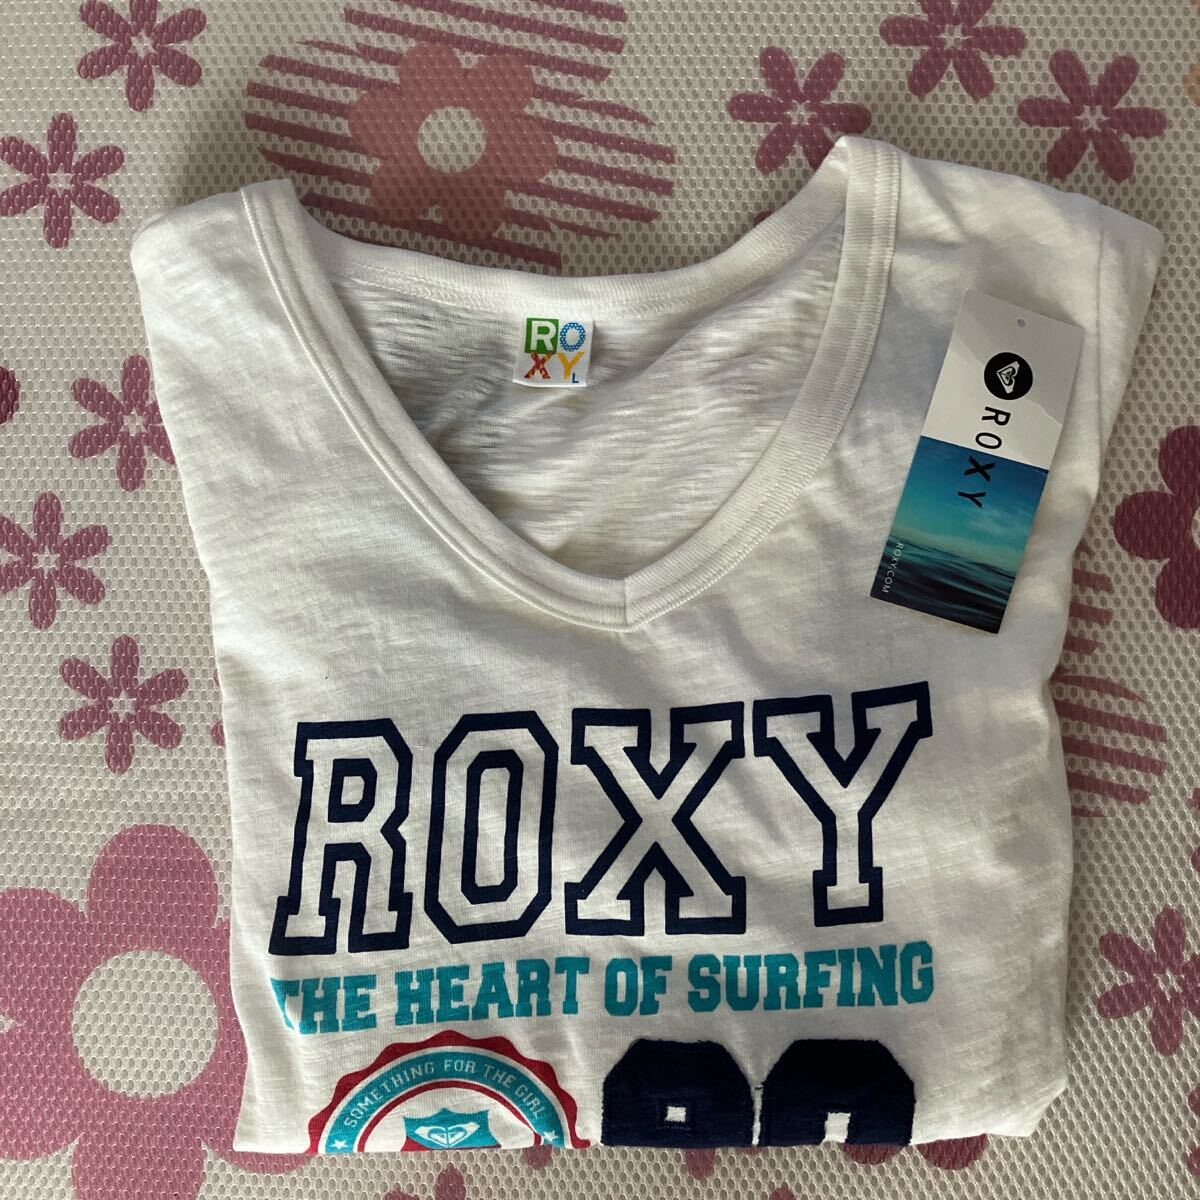 RO
XY
L
ROXY
ROXY.COM
ROXY
THE HEART OF SURFING
SOMETHING FOR THE GIRL